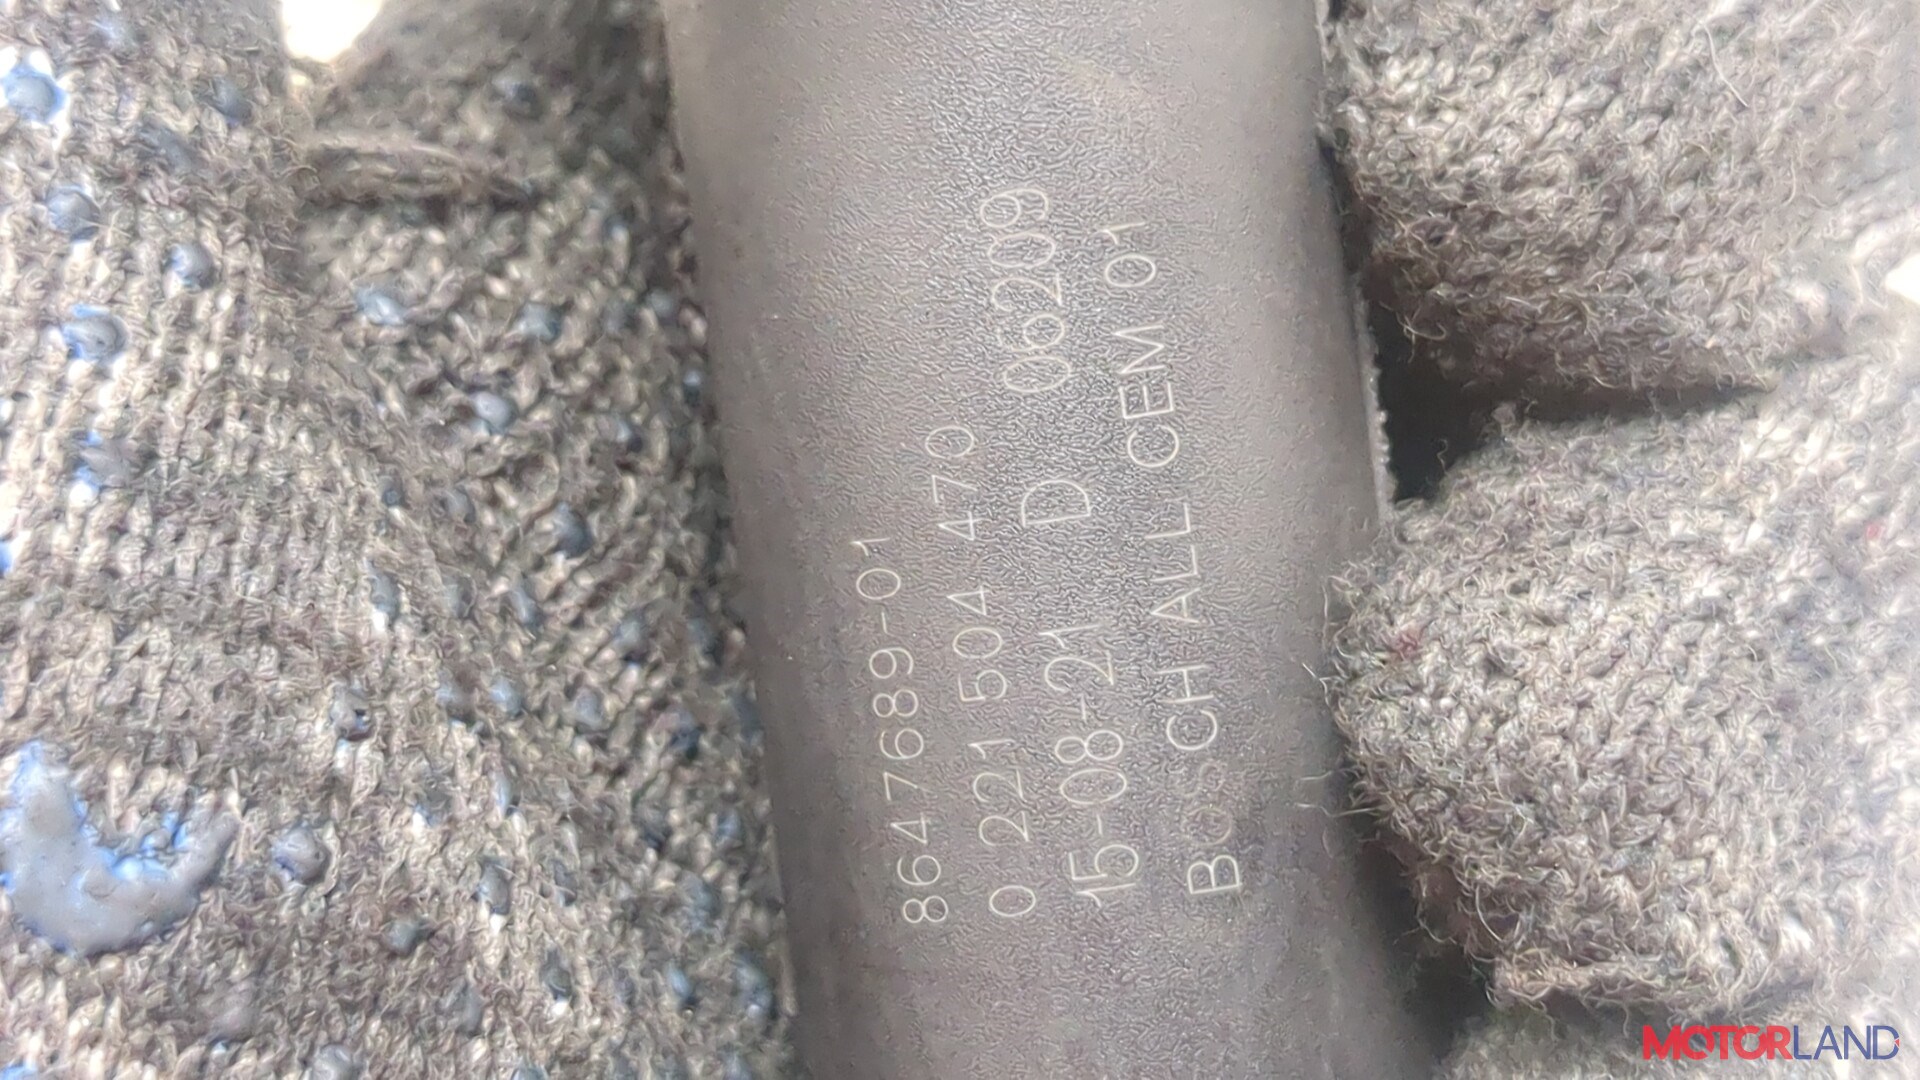 8647689-01
0 221 504 470
15-08-21 D 06209
BOSCH ALL CEM 01
MOTORLAND